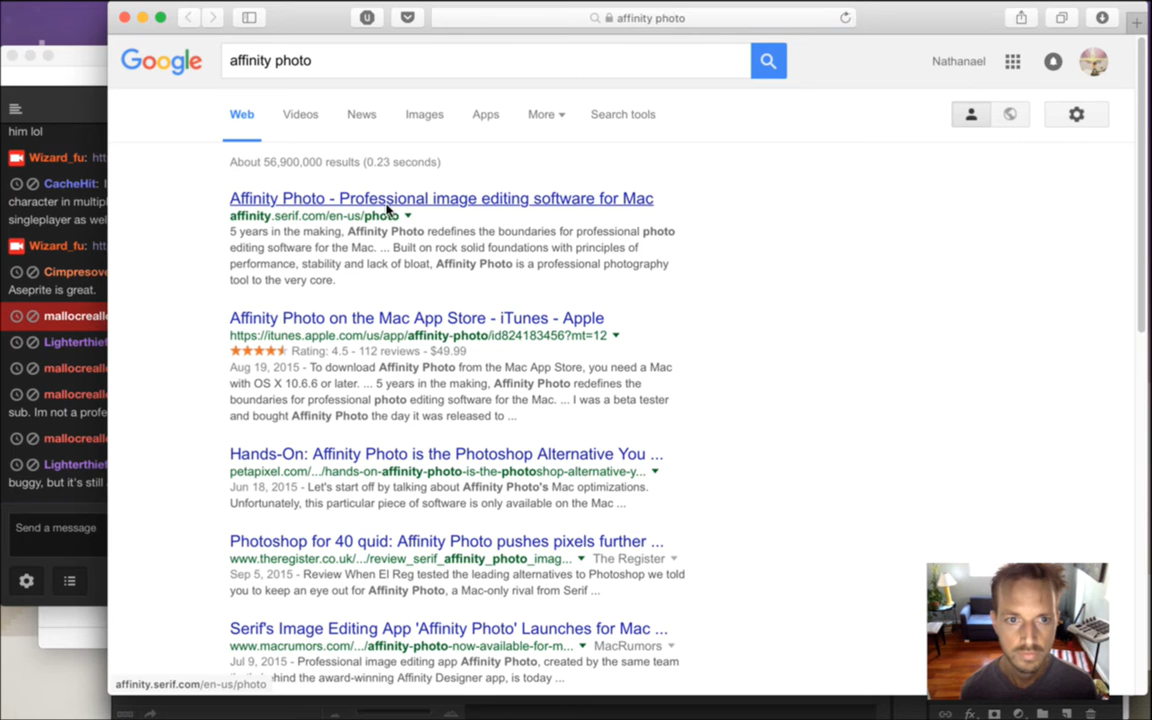 affinity photo
Google
affinity photo
Nathanael
Web
Videos
News
Images
Apps
More
Search tools
About 56,900,000 results (0.23 seconds)
Affinity Photo - Professional image editing software for Mac
affinity.serif.com/en-us/photo
5 years in the making, Affinity Photo redefines the boundaries for professional photo
editing software for the Mac. ... Built on rock solid foundations with principles of
performance, stability and lack of bloat, Affinity Photo is a professional photography
tool to the very core.
Affinity Photo on the Mac App Store - iTunes - Apple
https://itunes.apple.com/us/app/affinity-photo/id824183456?mt=12
Rating: 4.5 - 112 reviews - $49.99
Aug 19, 2015 - To download Affinity Photo from the Mac App Store, you need a Mac
with OS X 10.6.6 or later. ... 5 years in the making, Affinity Photo redefines the
boundaries for professional photo editing software for the Mac. ... I was a beta tester
and bought Affinity Photo the day it was released to ...
Hands-On: Affinity Photo is the Photoshop Alternative You ...
petapixel.com/.../hands-on-affinity-photo-is-the-photoshop-alternative-y...
Jun 18, 2015 - Let's start off by talking about Affinity Photo's Mac optimizations.
Unfortunately, this particular piece of software is only available on the Mac ...
Photoshop for 40 quid: Affinity Photo pushes pixels further ...
www.theregister.co.uk/.../review_serif_affinity_photo_imag... The Register
Sep 5, 2015 - Review When El Reg tested the leading alternatives to Photoshop we told
you to keep an eye out for Affinity Photo, a Mac-only rival from Serif ...
Serif's Image Editing App 'Affinity Photo' Launches for Mac ...
www.macrumors.com/.../affinity-photo-now-available-for-m... MacRumors
Jul 9, 2015 - Professional image editing app Affinity Photo, created by the same team
behind the award-winning Affinity Designer app, is today ...
affinity.serif.com/en-us/photo
him lol
Wizard_fu: htt
CacheHit:
character in multip
singleplayer as wel
Wizard_fu: htt
Cimpresov
Aseprite is great.
mallocreall
Lighterthief
mallocreall
mallocreall
sub. Im not a profe
mallocreall
Lighterthief
buggy, but it's still
Send a message
fx